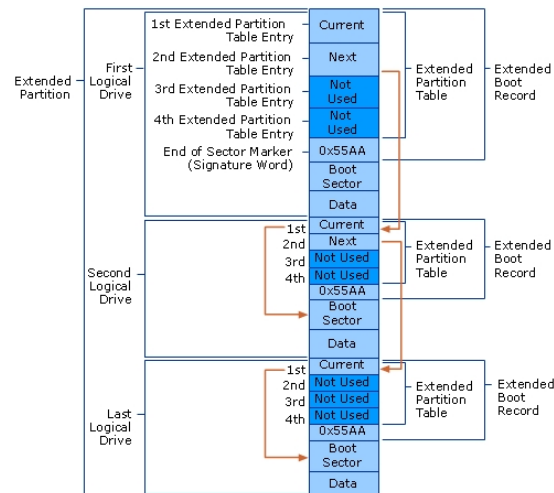 Extended
Partition
First
Logical
Drive
1st Extended Partition
Table Entry
2nd Extended Partition
Table Entry
3rd Extended Partition
Table Entry
4th Extended Partition
Table Entry
End of Sector Marker
(Signature Word)
Current
Next
Not
Used
Not
Used
0x55AA
Boot
Sector
Data
Extended
Partition
Table
Extended
Boot
Record
Second
Logical
Drive
1st
2nd
3rd
4th
Current
Next
Not Used
Not Used
0x55AA
Boot
Sector
Data
Extended
Partition
Table
Extended
Boot
Record
Last
Logical
Drive
1st
2nd
3rd
4th
Current
Not Used
Not Used
Not Used
0x55AA
Boot
Sector
Data
Extended
Partition
Table
Extended
Boot
Record